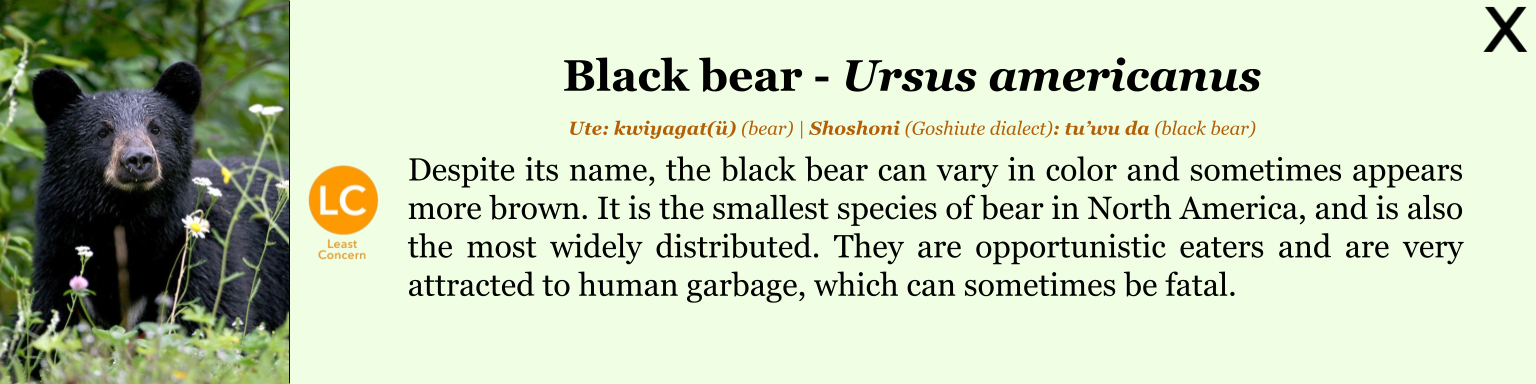 X
Black bear - Ursus americanus
Ute: kwiyagat(ü) (bear) | Shoshoni (Goshiute dialect): tu’wu da (black bear)
LC
Least
Concern
Despite its name, the black bear can vary in color and sometimes appears
more brown. It is the smallest species of bear in North America, and is also
the most widely distributed. They are opportunistic eaters and are very
attracted to human garbage, which can sometimes be fatal.